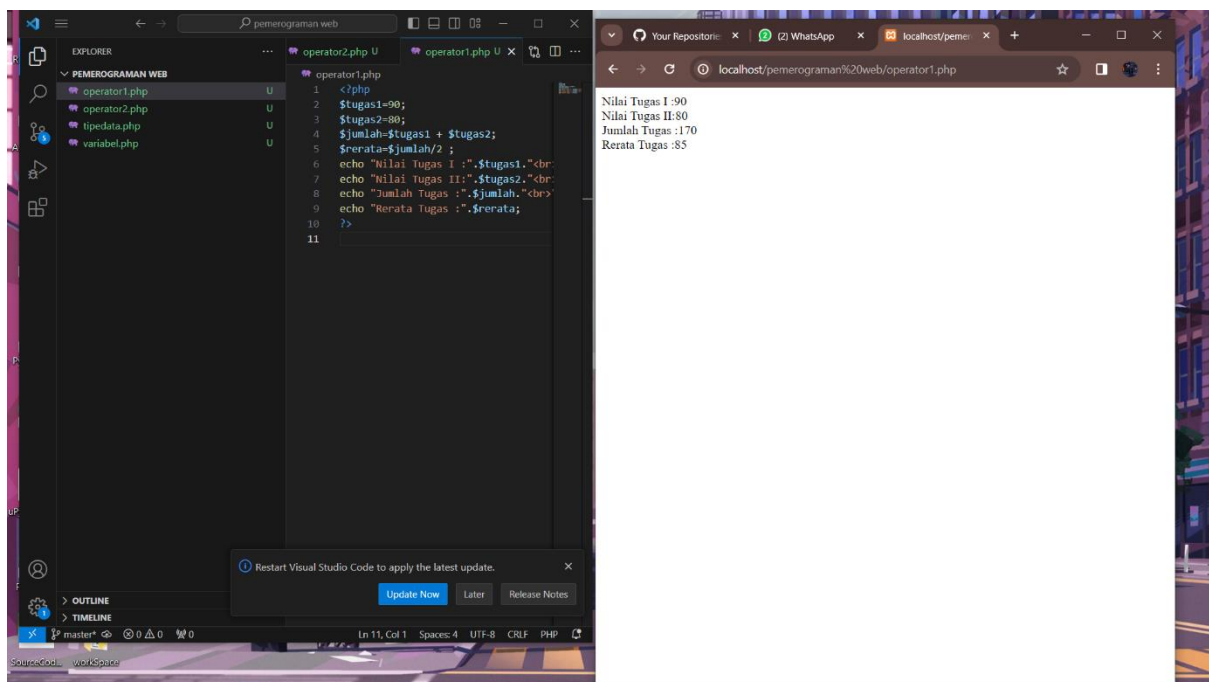 pemerograman web
EXPLORER
PEMEROGRAMAN WEB
operator1.php U
operator2.php U
tipedata.php U
variabel.php U
OUTLINE
TIMELINE
operator2.php U operator1.php U
operator1.php
1 <?php
2 $tugas1=90;
3 $tugas2=80;
4 $jumlah=$tugas1 + $tugas2;
5 $rerata=$jumlah/2 ;
6 echo "Nilai Tugas I :".$tugas1."<br
7 echo "Nilai Tugas II:".$tugas2."<br
8 echo "Jumlah Tugas :".$jumlah."<br>"
9 echo "Rerata Tugas :".$rerata;
10 ?>
11
Restart Visual Studio Code to apply the latest update.
Update Now Later Release Notes
master* 0 0 0 Ln 11, Col 1 Spaces: 4 UTF-8 CRLF PHP
workSpace
Your Repositorie (2) WhatsApp localhost/pemer
localhost/pemerograman%20web/operator1.php
Nilai Tugas I :90
Nilai Tugas II:80
Jumlah Tugas :170
Rerata Tugas :85